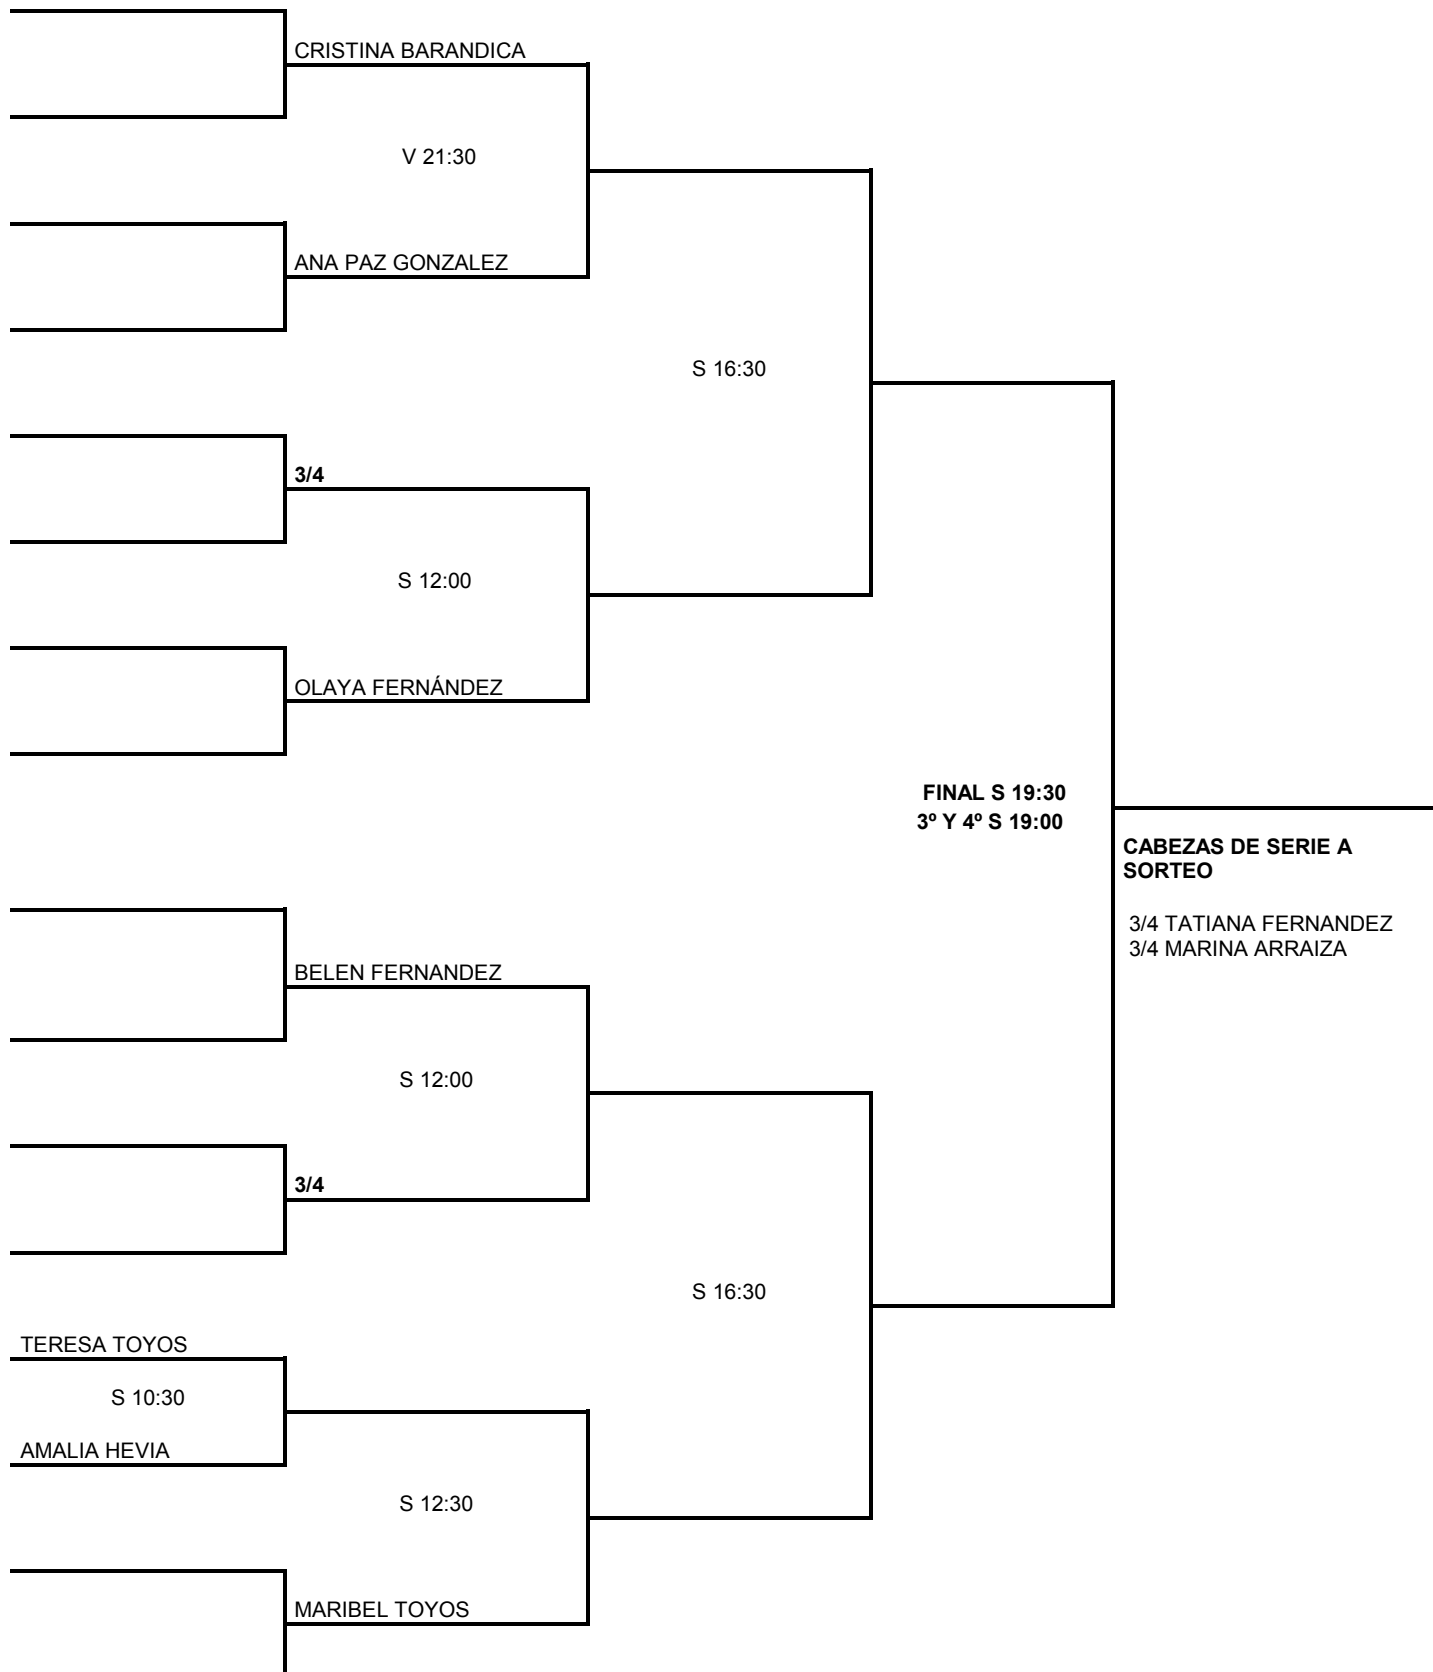 CRISTINA BARANDICA
V 21:30
ANA PAZ GONZALEZ
S 16:30
3/4
S 12:00
OLAYA FERNÁNDEZ
FINAL S 19:30
3º Y 4º S 19:00
CABEZAS DE SERIE A
SORTEO
3/4 TATIANA FERNANDEZ
3/4 MARINA ARRAIZA
BELEN FERNANDEZ
S 12:00
3/4
S 16:30
TERESA TOYOS
S 10:30
AMALIA HEVIA
S 12:30
MARIBEL TOYOS